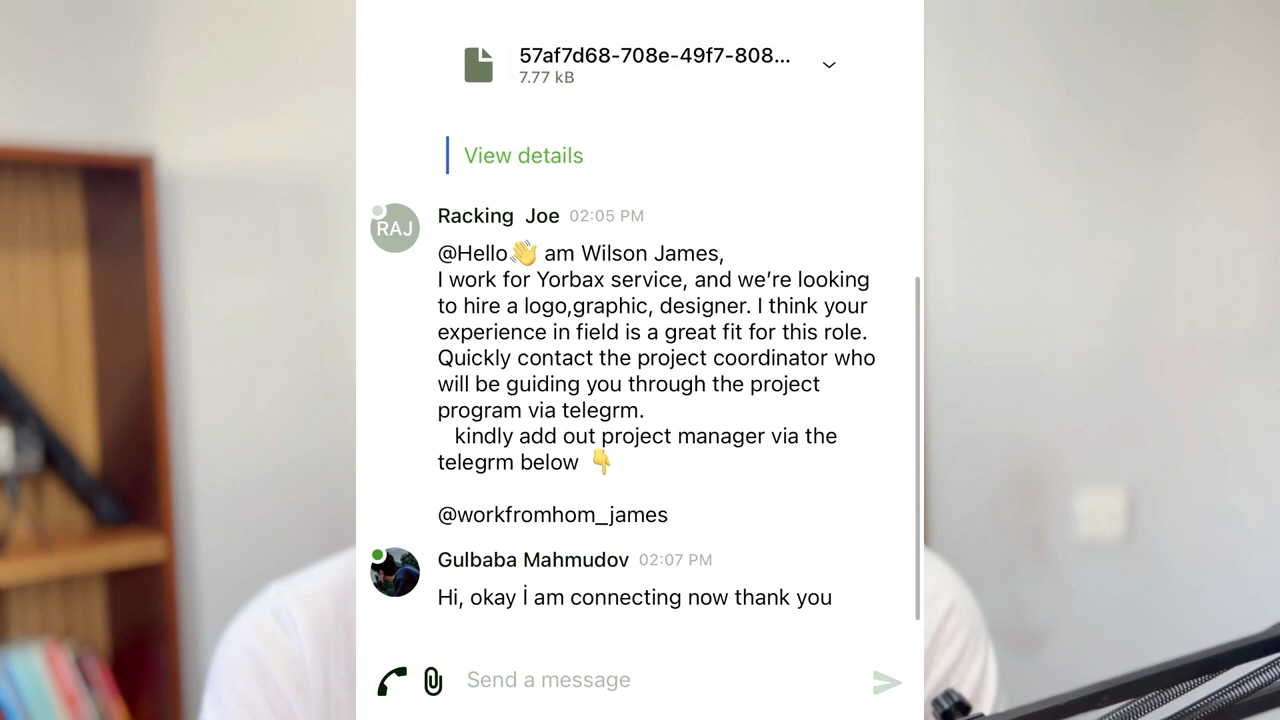 57af7d68-708e-49f7-808...
7.77 kB
View details
RAJ
Racking Joe 02:05 PM
@Hello👋 am Wilson James,
I work for Yorbax service, and we’re looking
to hire a logo,graphic, designer. I think your
experience in field is a great fit for this role.
Quickly contact the project coordinator who
will be guiding you through the project
program via telegrm.
kindly add out project manager via the
telegrm below 👇
@workfromhom_james
Gulbaba Mahmudov 02:07 PM
Hi, okay İ am connecting now thank you
Send a message